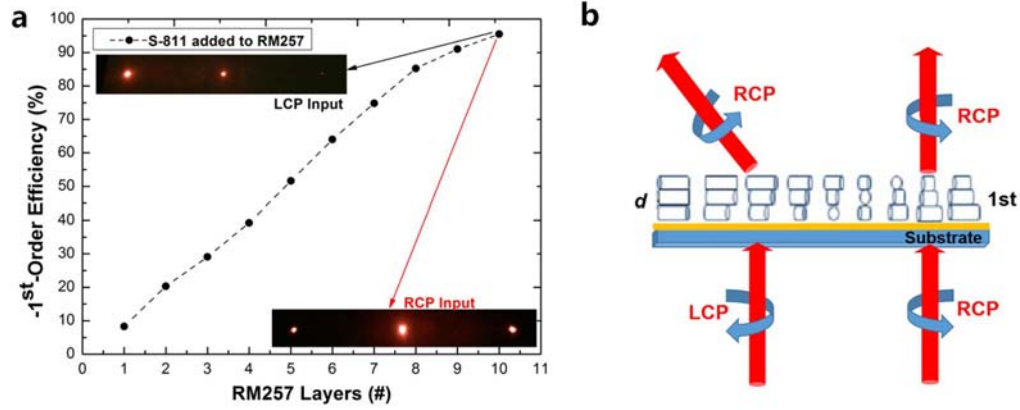 a
-1st-Order Efficiency (%)
100
90
80
70
60
50
40
30
20
10
0
S-811 added to RM257
LCP Input
RCP Input
0 1 2 3 4 5 6 7 8 9 10 11
RM257 Layers (#)
b
RCP
RCP
d
1st
Substrate
LCP
RCP